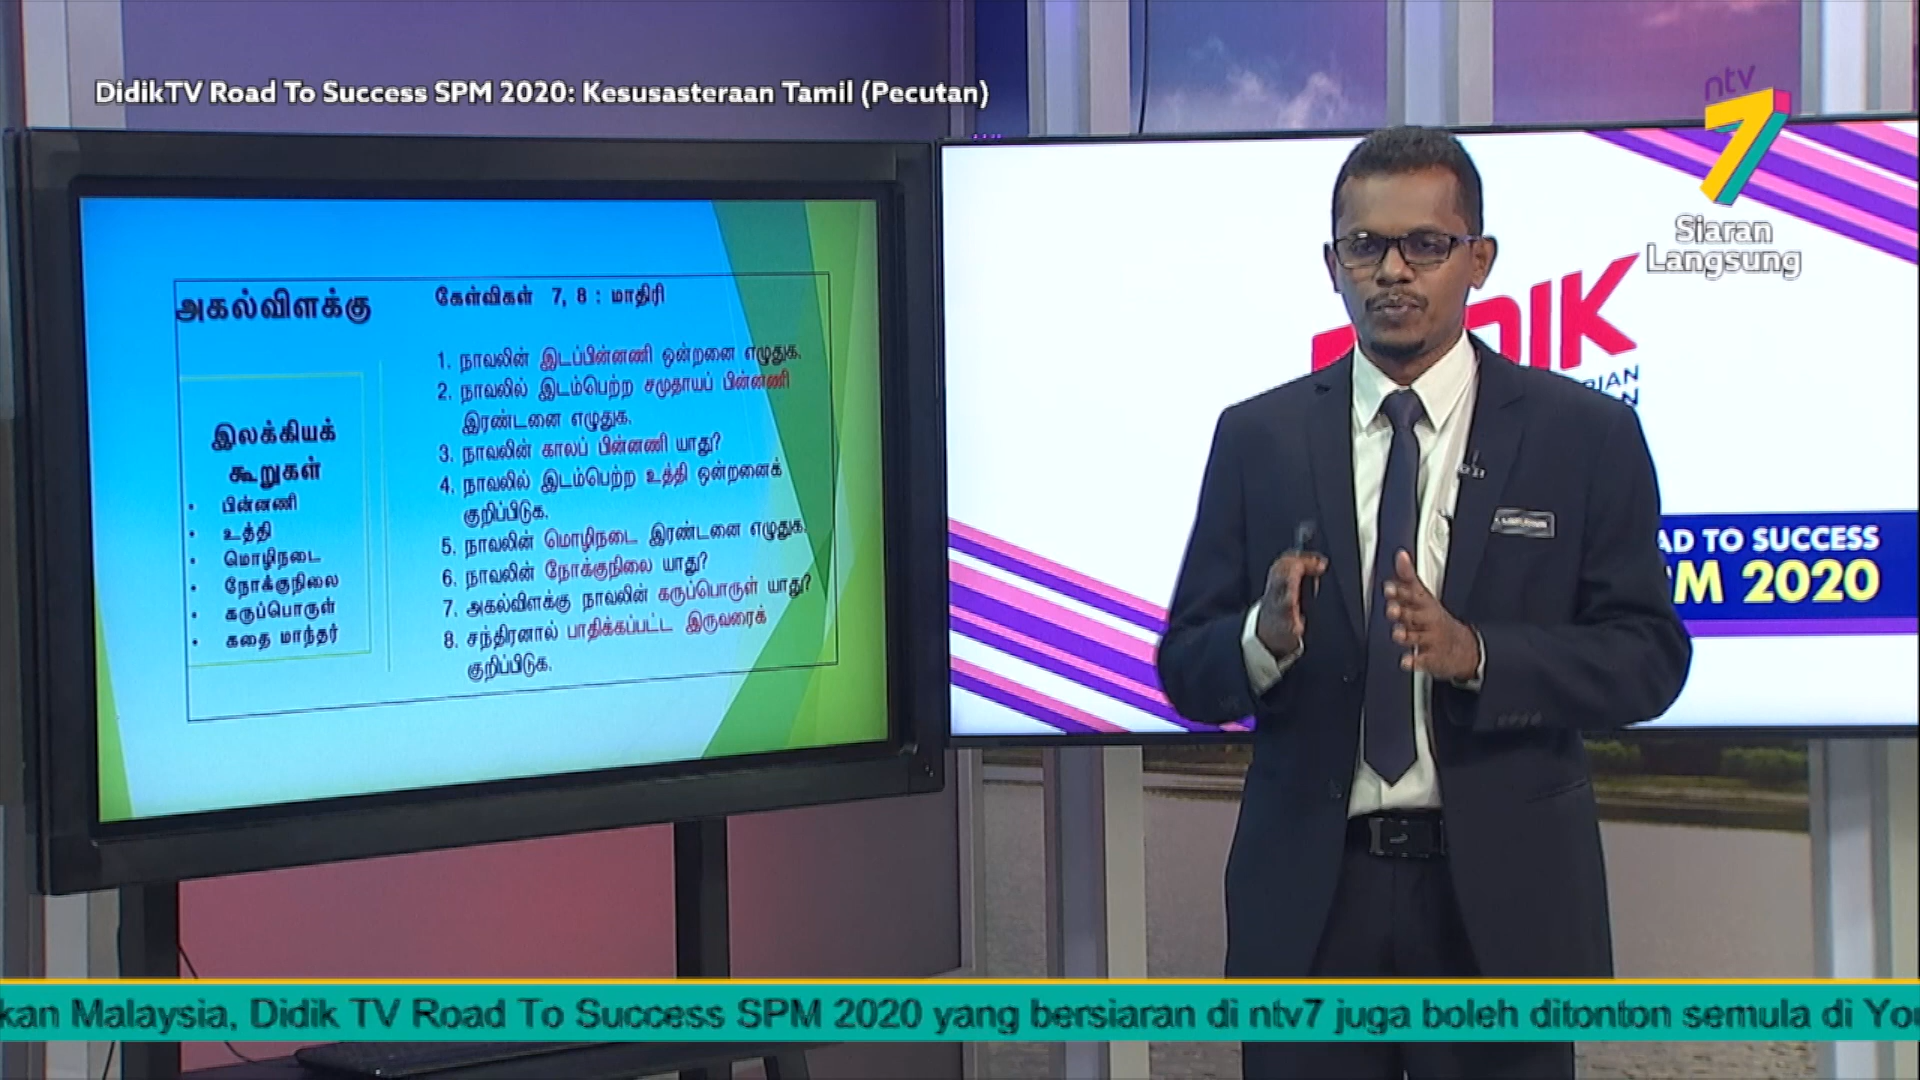 DidikTV Road To Success SPM 2020: Kesusasteraan Tamil (Pecutan)
ntv
7
Siaran
Langsung
அகல்விளக்கு
இலக்கியக்
கூறுகள்
• பின்னணி
• உத்தி
• மொழிநடை
• நோக்குநிலை
• கருப்பொருள்
• கதை மாந்தர்
கேள்விகள் 7, 8 : மாதிரி
1. நாவலின் இடப்பின்னணி ஒன்றனை எழுதுக.
2. நாவலில் இடம்பெற்ற சமுதாயப் பின்னணி
இரண்டனை எழுதுக.
3. நாவலின் காலப் பின்னணி யாது?
4. நாவலில் இடம்பெற்ற உத்தி ஒன்றனைக்
குறிப்பிடுக.
5. நாவலின் மொழிநடை இரண்டனை எழுதுக.
6. நாவலின் நோக்குநிலை யாது?
7. அகல்விளக்கு நாவலின் கருப்பொருள் யாது?
8. சந்திரனால் பாதிக்கப்பட்ட இருவரைக்
குறிப்பிடுக.
DIK
AD TO SUCCESS
M 2020
kan Malaysia, Didik TV Road To Success SPM 2020 yang bersiaran di ntv7 juga boleh ditonton semula di You